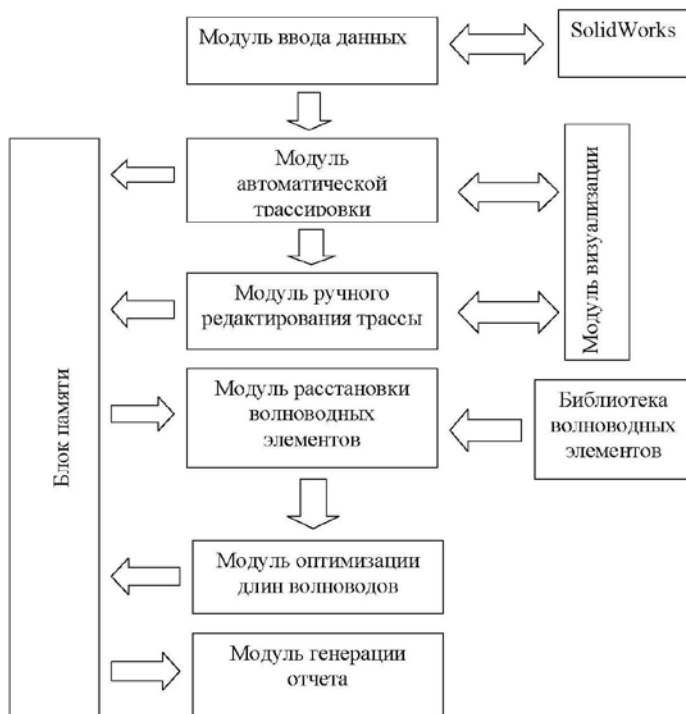 Модуль ввода данных
SolidWorks
Модуль
автоматической
трассировки
Модуль визуализации
Модуль ручного
редактирования трассы
Блок памяти
Модуль расстановки
волноводных
элементов
Библиотека
волноводных
элементов
Модуль оптимизации
длин волноводов
Модуль генерации
отчета